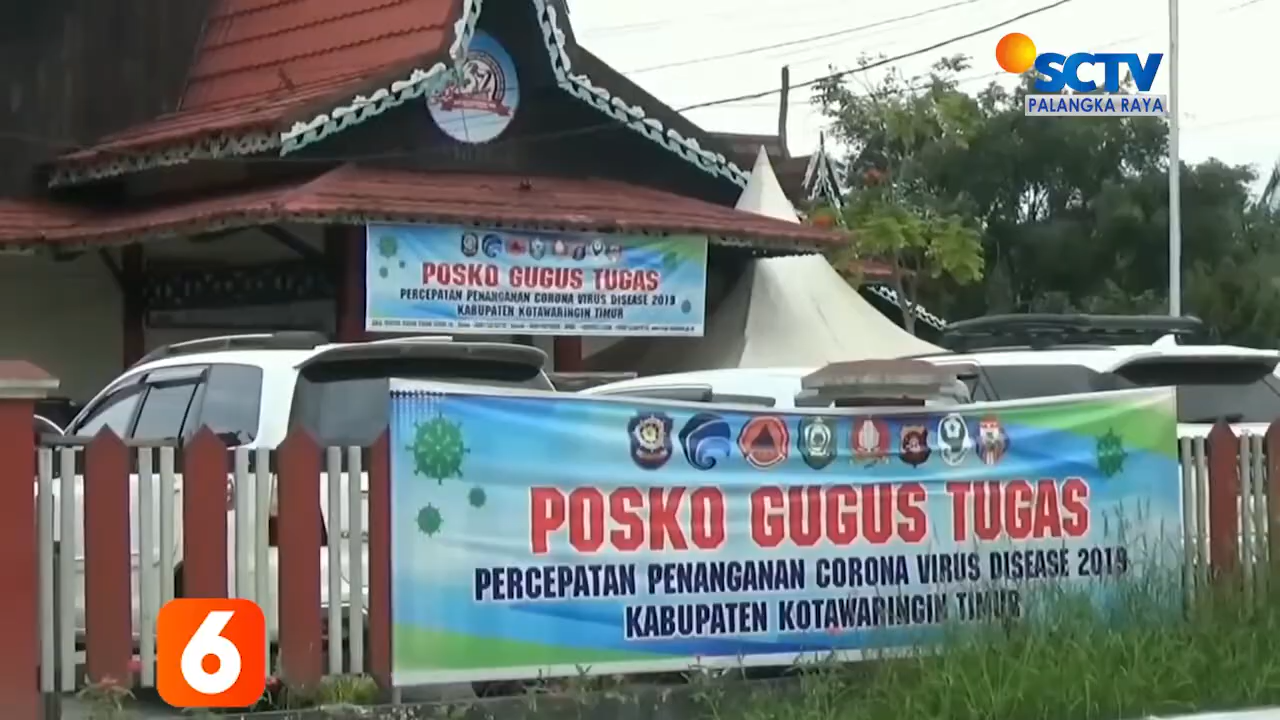 SCTV
PALANGKA RAYA
POSKO GUGUS TUGAS
PERCEPATAN PENANGANAN CORONA VIRUS DISEASE 2019
KABUPATEN KOTAWARINGIN TIMUR
POSKO GUGUS TUGAS
PERCEPATAN PENANGANAN CORONA VIRUS DISEASE 2019
KABUPATEN KOTAWARINGIN TIMUR
6